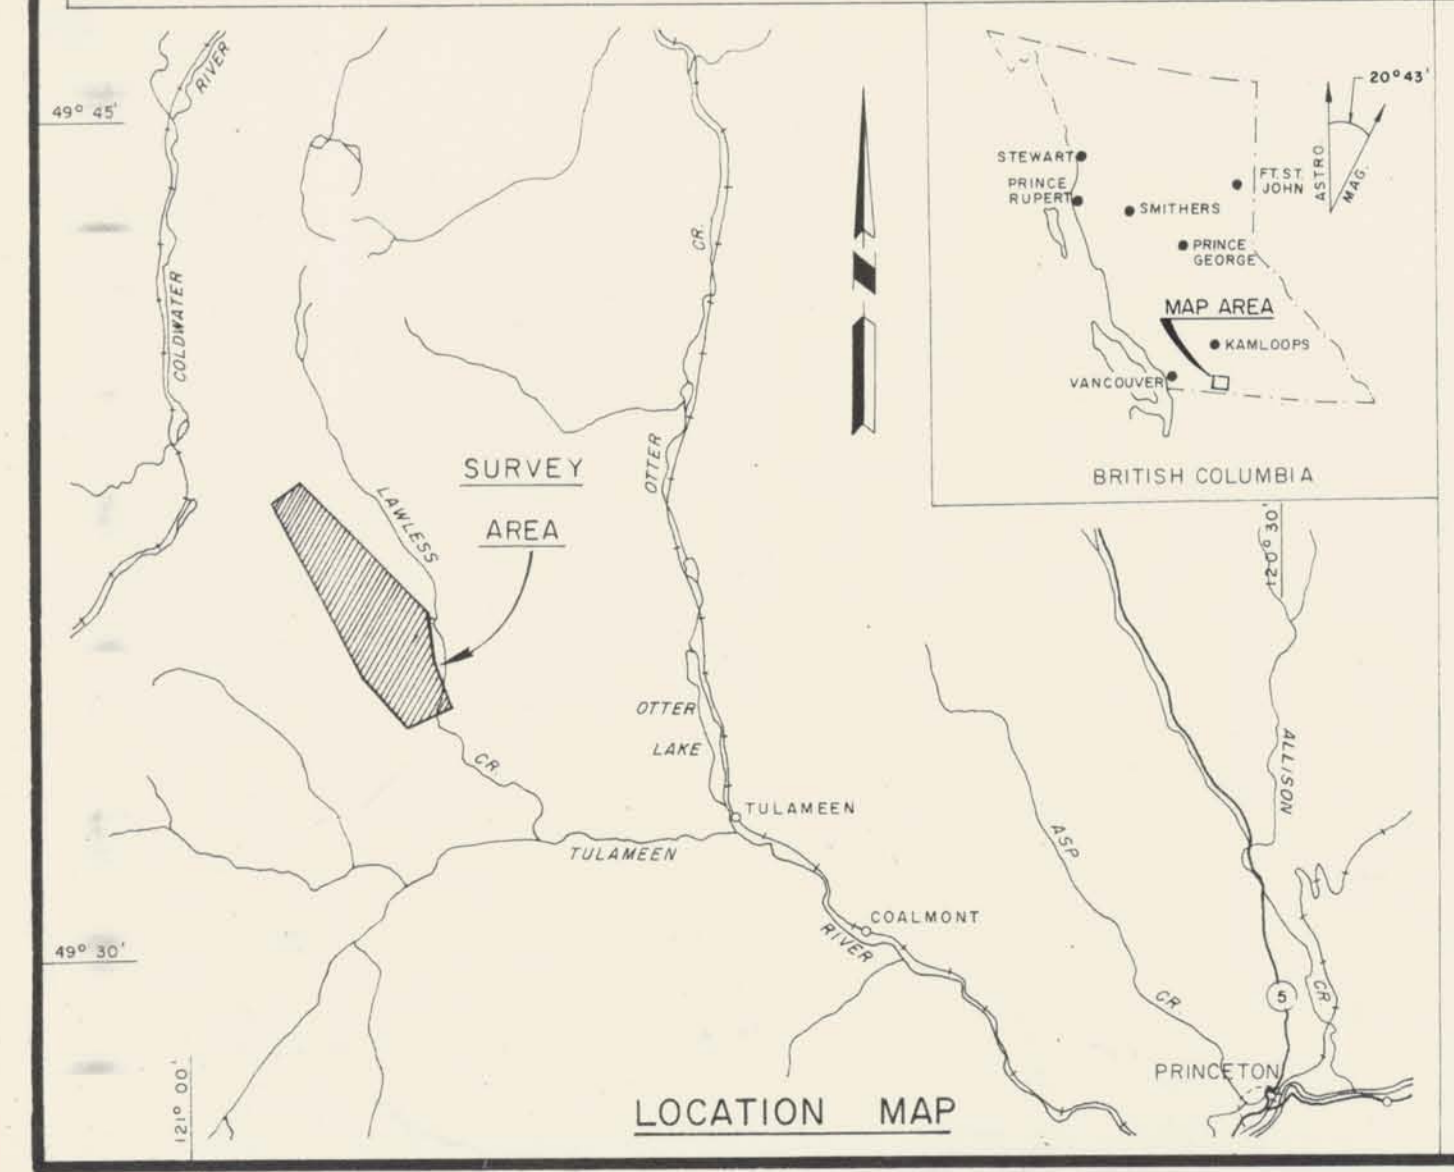 RIVER
49° 45'
COLDWATER
CR.
OTTER
LAWLESS
SURVEY
AREA
OTTER
LAKE
CR.
TULAMEEN
TULAMEEN
COALMONT
RIVER
49° 30'
121° 00'
LOCATION MAP
20° 43'
ASTRO.
MAG.
STEWART
PRINCE
RUPERT
SMITHERS
FT. ST.
JOHN
PRINCE
GEORGE
MAP AREA
KAMLOOPS
VANCOUVER
BRITISH COLUMBIA
120° 30'
ALLISON
ASP
CR.
CR.
5
PRINCETON